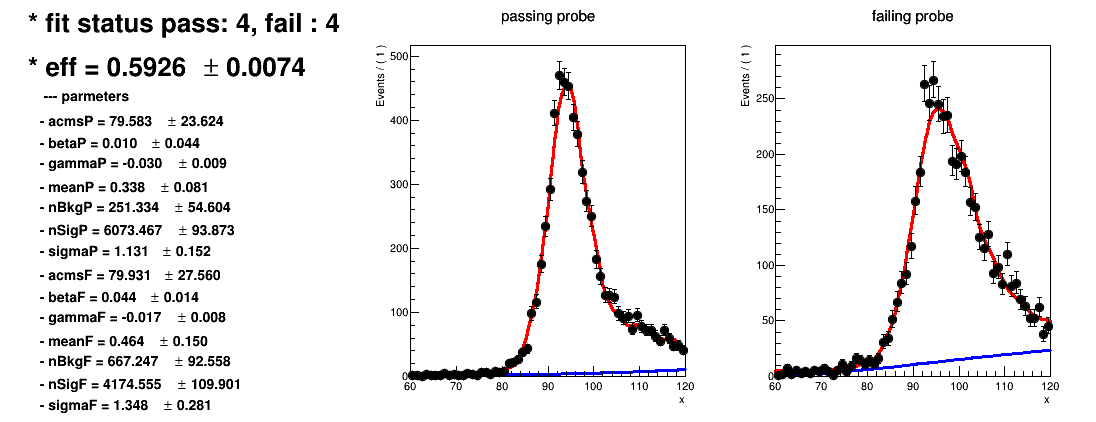 * fit status pass: 4, fail : 4
* eff = 0.5926 ± 0.0074
--- parmeters
- acmsP = 79.583 ± 23.624
- betaP = 0.010 ± 0.044
- gammaP = -0.030 ± 0.009
- meanP = 0.338 ± 0.081
- nBkgP = 251.334 ± 54.604
- nSigP = 6073.467 ± 93.873
- sigmaP = 1.131 ± 0.152
- acmsF = 79.931 ± 27.560
- betaF = 0.044 ± 0.014
- gammaF = -0.017 ± 0.008
- meanF = 0.464 ± 0.150
- nBkgF = 667.247 ± 92.558
- nSigF = 4174.555 ± 109.901
- sigmaF = 1.348 ± 0.281
passing probe
Events / ( 1 )
500
400
300
200
100
0
60 70 80 90 100 110 120
x
failing probe
Events / ( 1 )
250
200
150
100
50
0
60 70 80 90 100 110 120
x